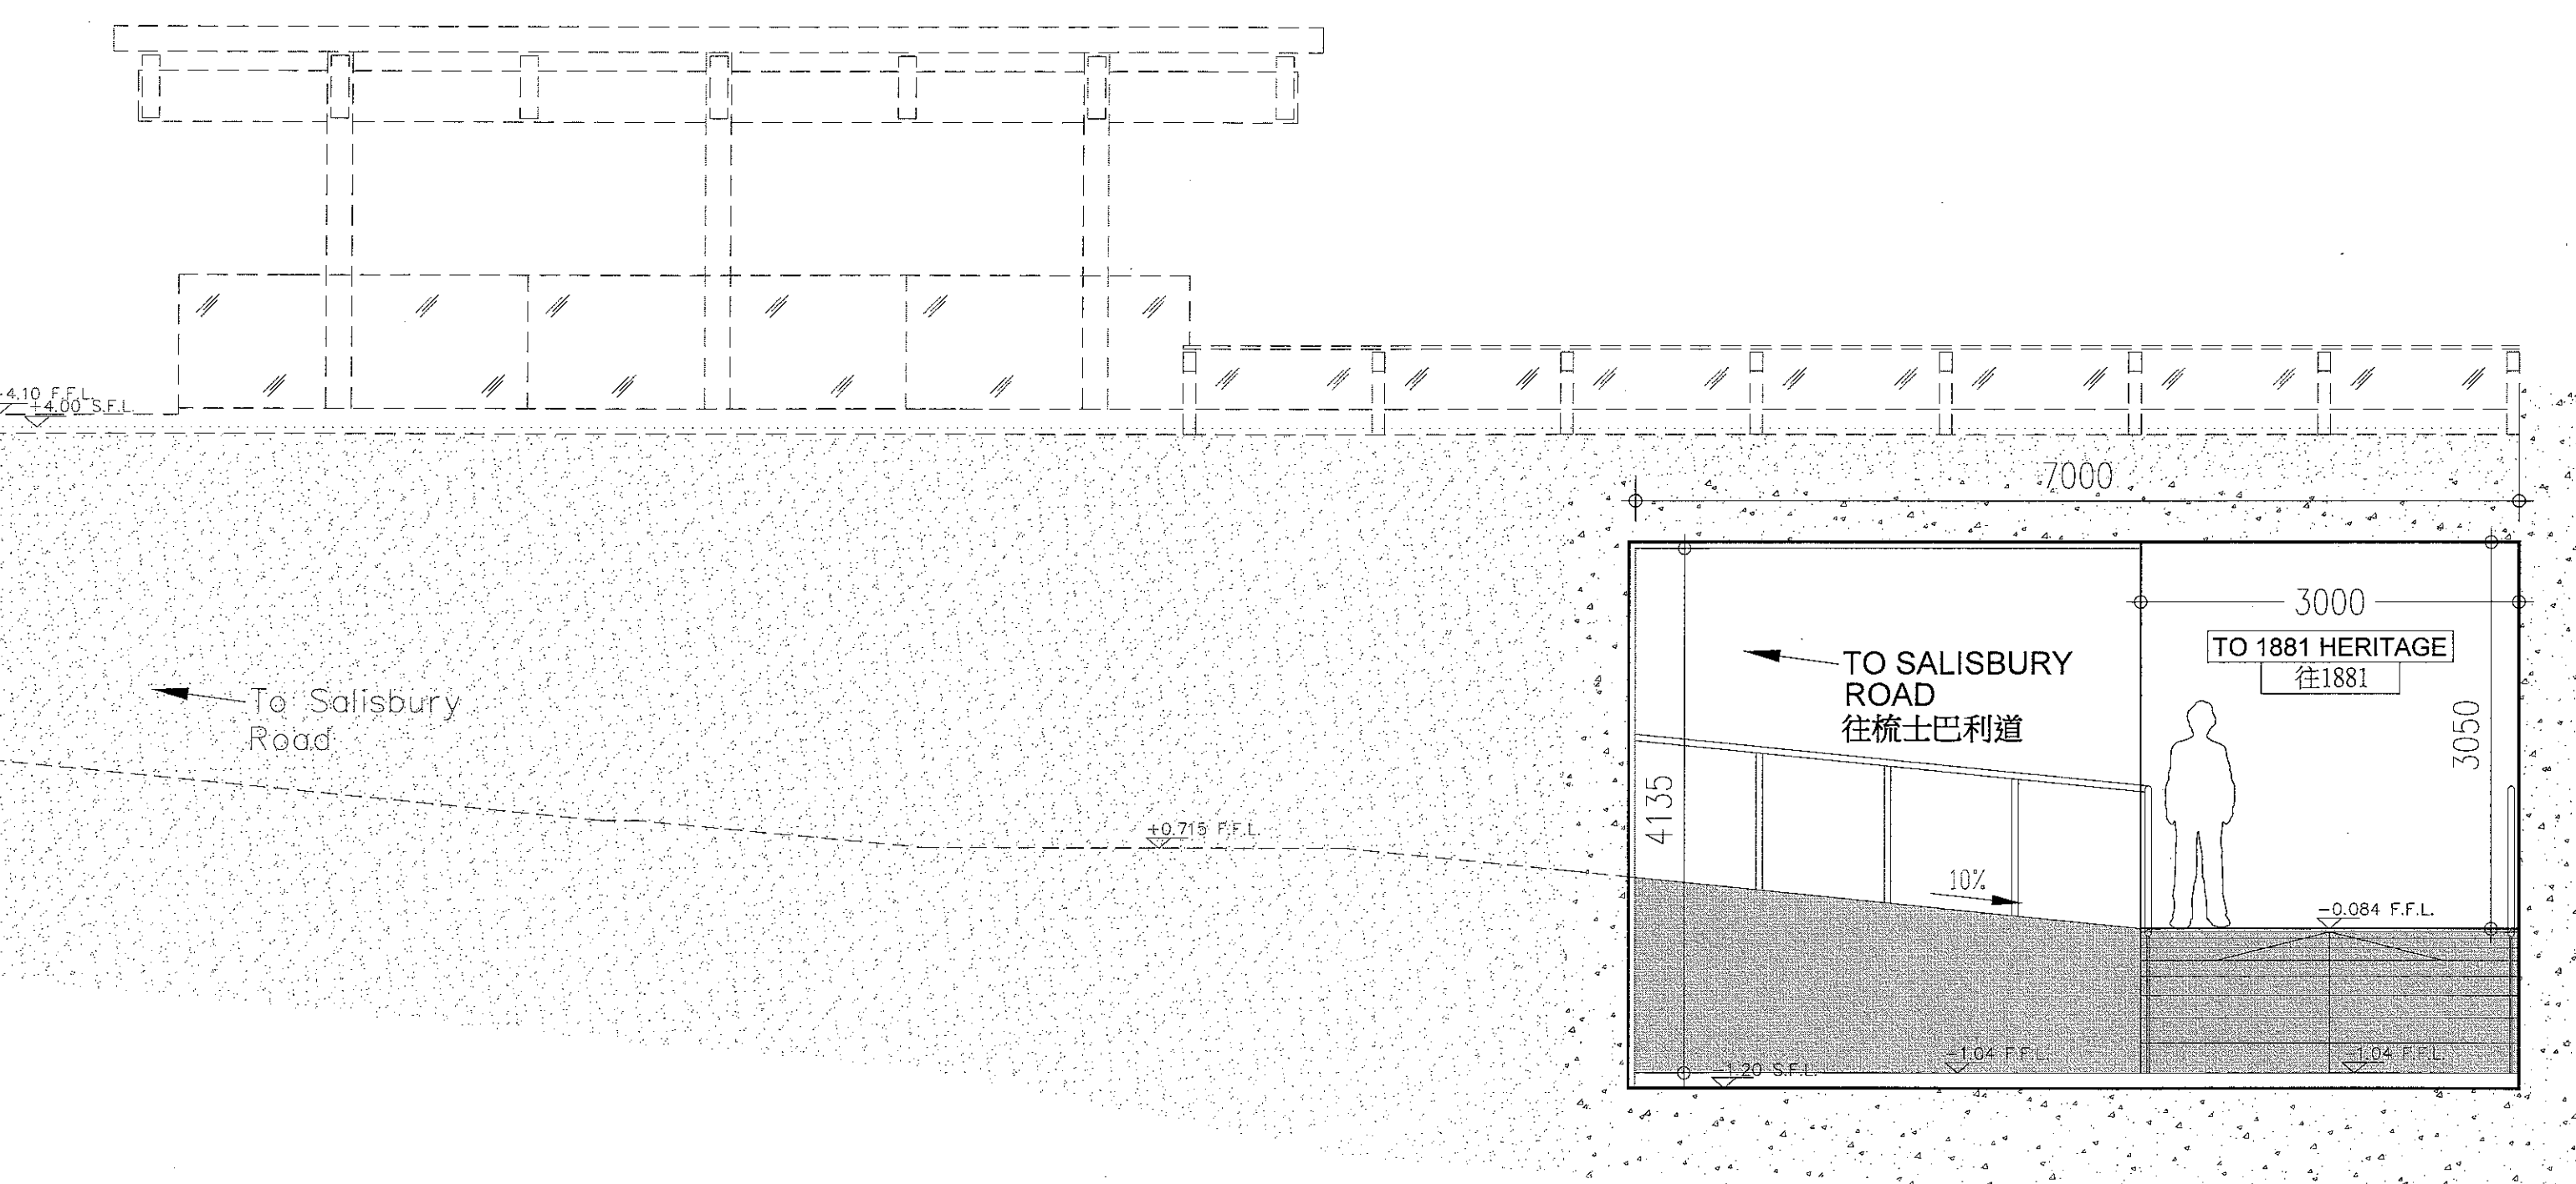 4.10 F.F.L.
+4.00 S.F.L.
7000
3000
TO 1881 HERITAGE
往1881
TO SALISBURY
ROAD
往梳士巴利道
To Salisbury
Road
3050
4135
+0.715 F.F.L.
10%
-0.084 F.F.L.
-1.04 F.F.L.
-1.04 F.F.L.
-1.20 S.F.L.